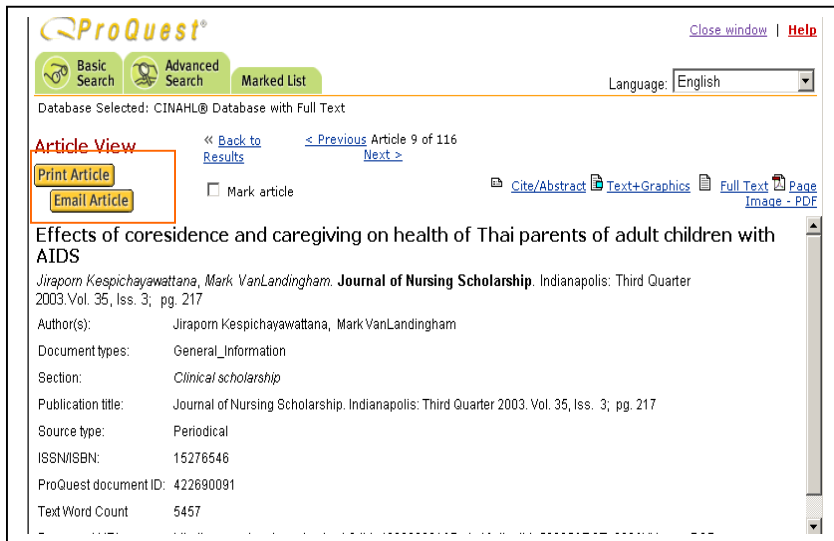 ProQuest®
Close window | Help
Basic Search
Advanced Search
Marked List
Language: English
Database Selected: CINAHL® Database with Full Text
Article View
« Back to Results
< Previous Article 9 of 116 Next >
Print Article
Email Article
Mark article
Cite/Abstract Text+Graphics Full Text Page Image - PDF
Effects of coresidence and caregiving on health of Thai parents of adult children with
AIDS
Jiraporn Kespichayawattana, Mark VanLandingham. Journal of Nursing Scholarship. Indianapolis: Third Quarter
2003.Vol. 35, Iss. 3; pg. 217
Author(s): Jiraporn Kespichayawattana, Mark VanLandingham
Document types: General_Information
Section: Clinical scholarship
Publication title: Journal of Nursing Scholarship. Indianapolis: Third Quarter 2003. Vol. 35, Iss. 3; pg. 217
Source type: Periodical
ISSN/ISBN: 15276546
ProQuest document ID: 422690091
Text Word Count 5457